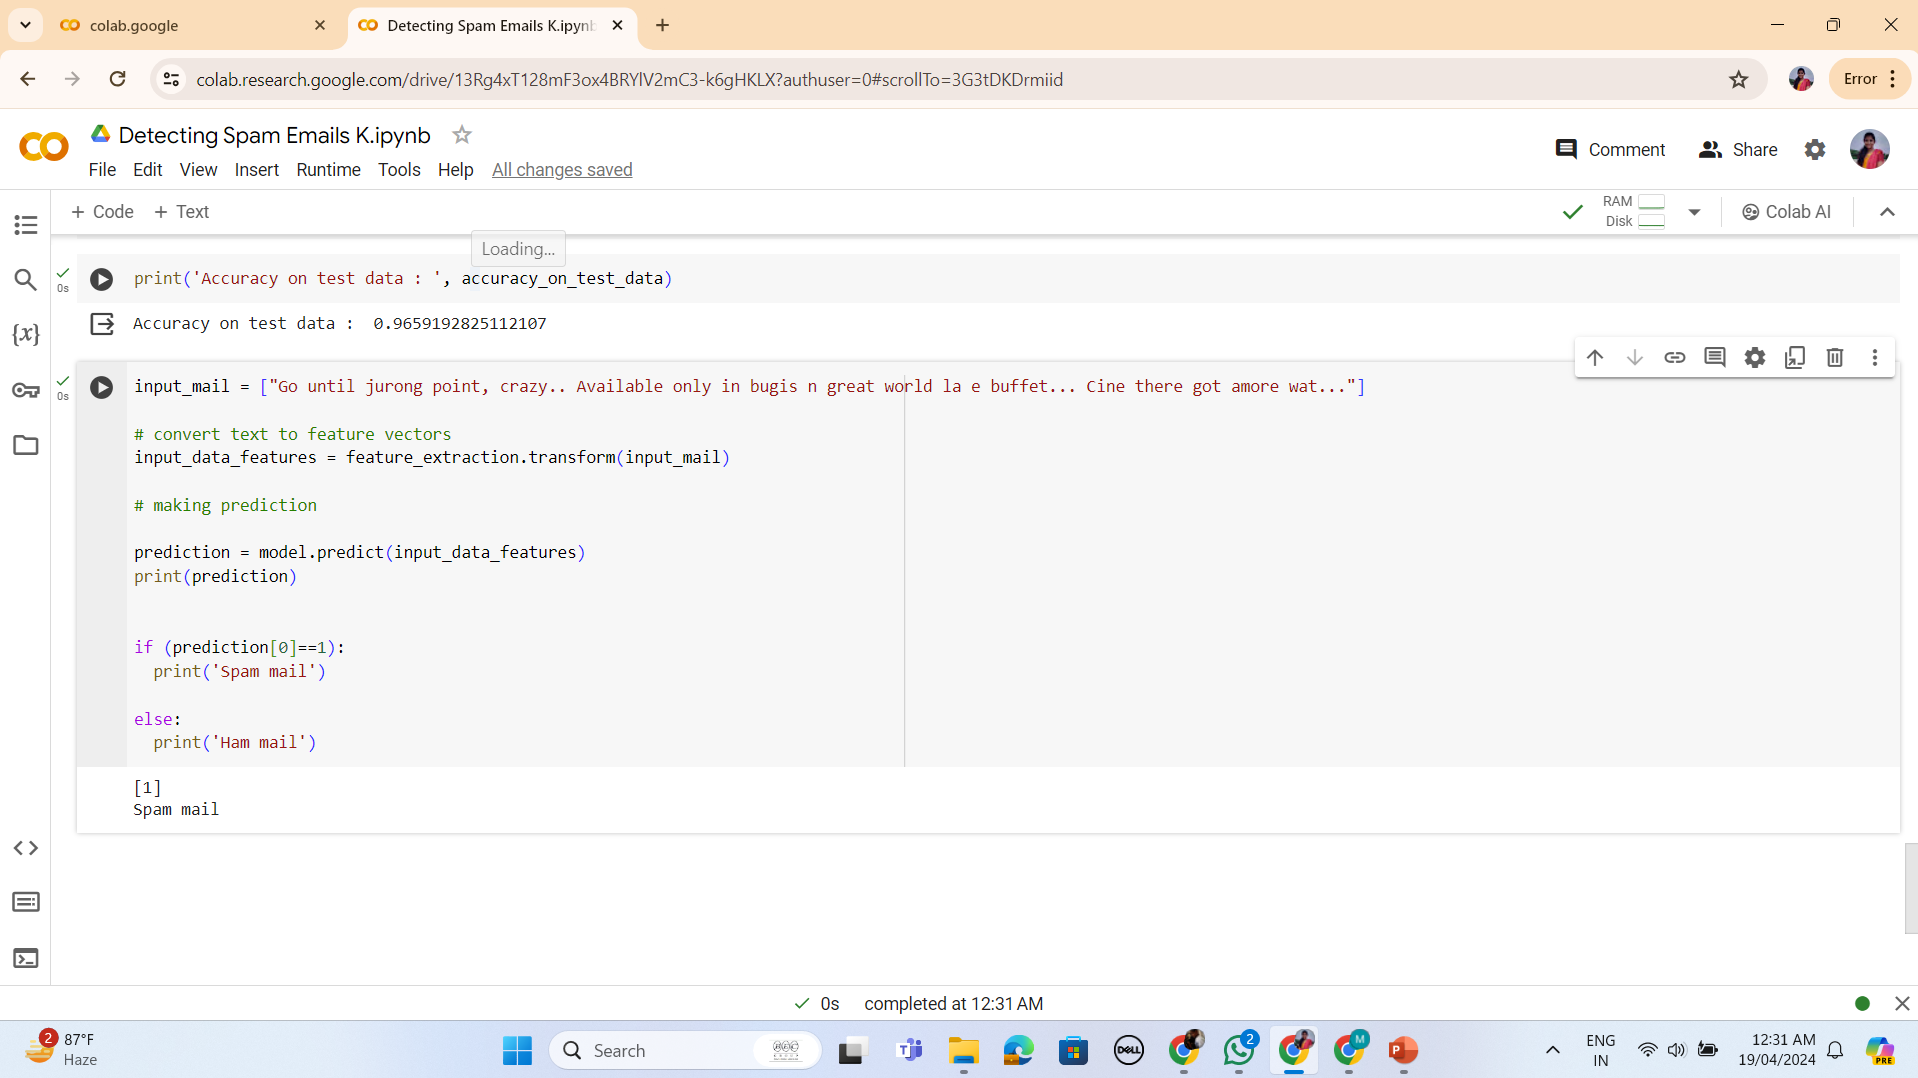 colab.google
Detecting Spam Emails K.ipynb
colab.research.google.com/drive/13Rg4xT128mF3ox4BRYlV2mC3-k6gHKLX?authuser=0#scrollTo=3G3tDKDrmiid
Error
Detecting Spam Emails K.ipynb
Comment
Share
File Edit View Insert Runtime Tools Help All changes saved
+ Code + Text
RAM
Disk
Colab AI
Loading...
0s
print('Accuracy on test data : ', accuracy_on_test_data)
Accuracy on test data :  0.9659192825112107
{x}
0s
input_mail = ["Go until jurong point, crazy.. Available only in bugis n great world la e buffet... Cine there got amore wat..."]
# convert text to feature vectors
input_data_features = feature_extraction.transform(input_mail)
# making prediction
prediction = model.predict(input_data_features)
print(prediction)
if (prediction[0]==1):
  print('Spam mail')
else:
  print('Ham mail')
[1]
Spam mail
0s completed at 12:31 AM
2
87°F
Haze
Search
DELL
2
M
P
ENG
IN
12:31 AM
19/04/2024
PRE